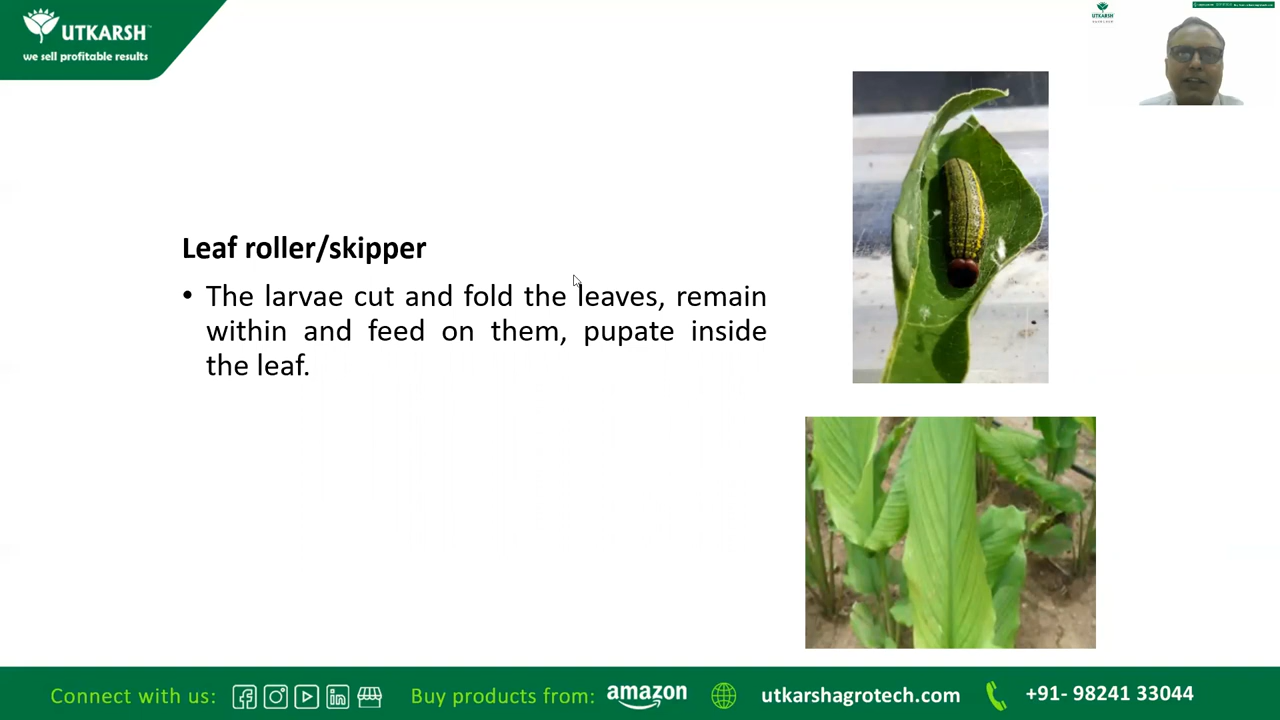 UTKARSH
we sell profitable results
UTKARSH
Leaf roller/skipper
• The larvae cut and fold the leaves, remain
within and feed on them, pupate inside
the leaf.
Connect with us:
Buy products from: amazon
utkarshagrotech.com
+91- 98241 33044